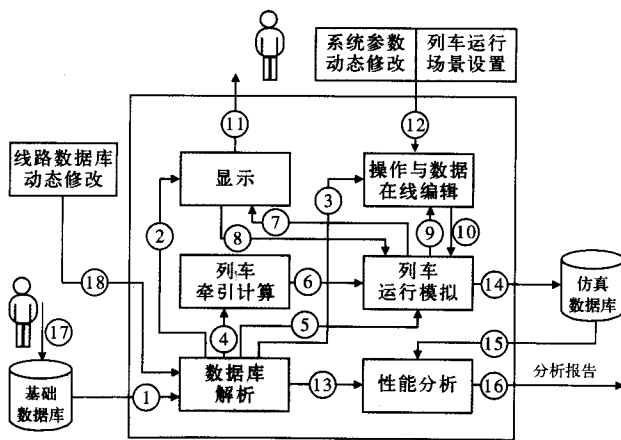 系统参数
动态修改
列车运行
场景设置
⑪
⑫
线路数据库
动态修改
显示
操作与数据
在线编辑
②
③
⑦
⑧
⑨
⑩
列车
牵引计算
⑥
列车
运行模拟
⑭
仿真
数据库
⑱
⑰
④
⑤
⑮
基础
数据库
①
数据库
解析
⑬
性能分析
⑯
分析报告